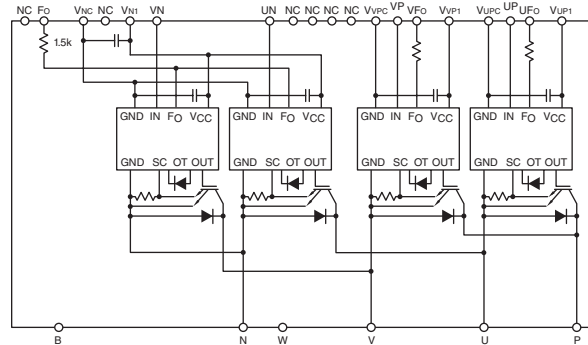 NC FO VNC NC VN1 VN UN NC NC NC NC VVPC VP VFO VVP1 VUPC UP UFO VUP1
1.5k
GND IN FO VCC GND IN FO VCC GND IN FO VCC GND IN FO VCC
GND SC OT OUT GND SC OT OUT GND SC OT OUT GND SC OT OUT
B N W V U P